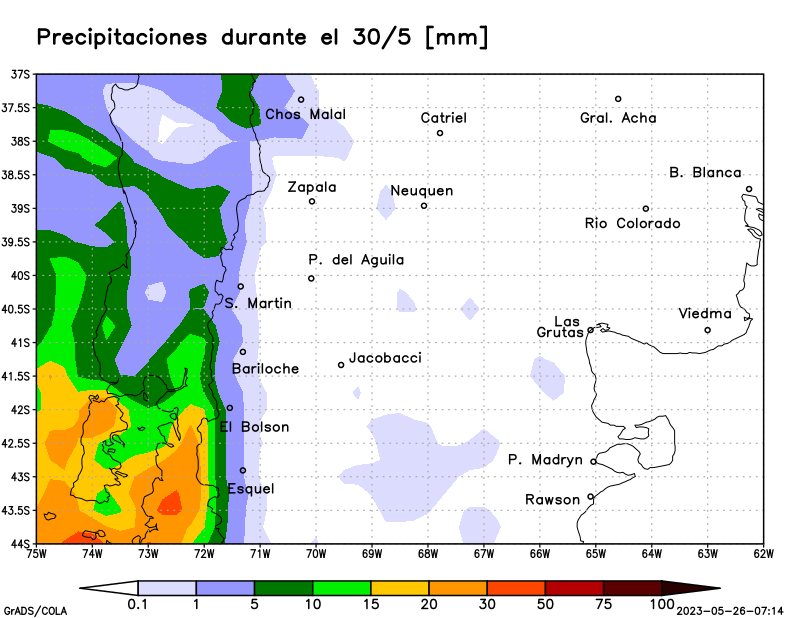 Precipitaciones durante el 30/5 [mm]
37S
37.5S
38S
38.5S
39S
39.5S
40S
40.5S
41S
41.5S
42S
42.5S
43S
43.5S
44S
Chos Malal
Catriel
Gral. Acha
B. Blanca
Zapala
Neuquen
Rio Colorado
P. del Aguila
S. Martin
Viedma
Las
Grutas
Jacobacci
Bariloche
El Bolson
P. Madryn
Esquel
Rawson
75W 74W 73W 72W 71W 70W 69W 68W 67W 66W 65W 64W 63W 62W
0.1 1 5 10 15 20 30 50 75 100
GrADS/COLA
2023-05-26-07:14